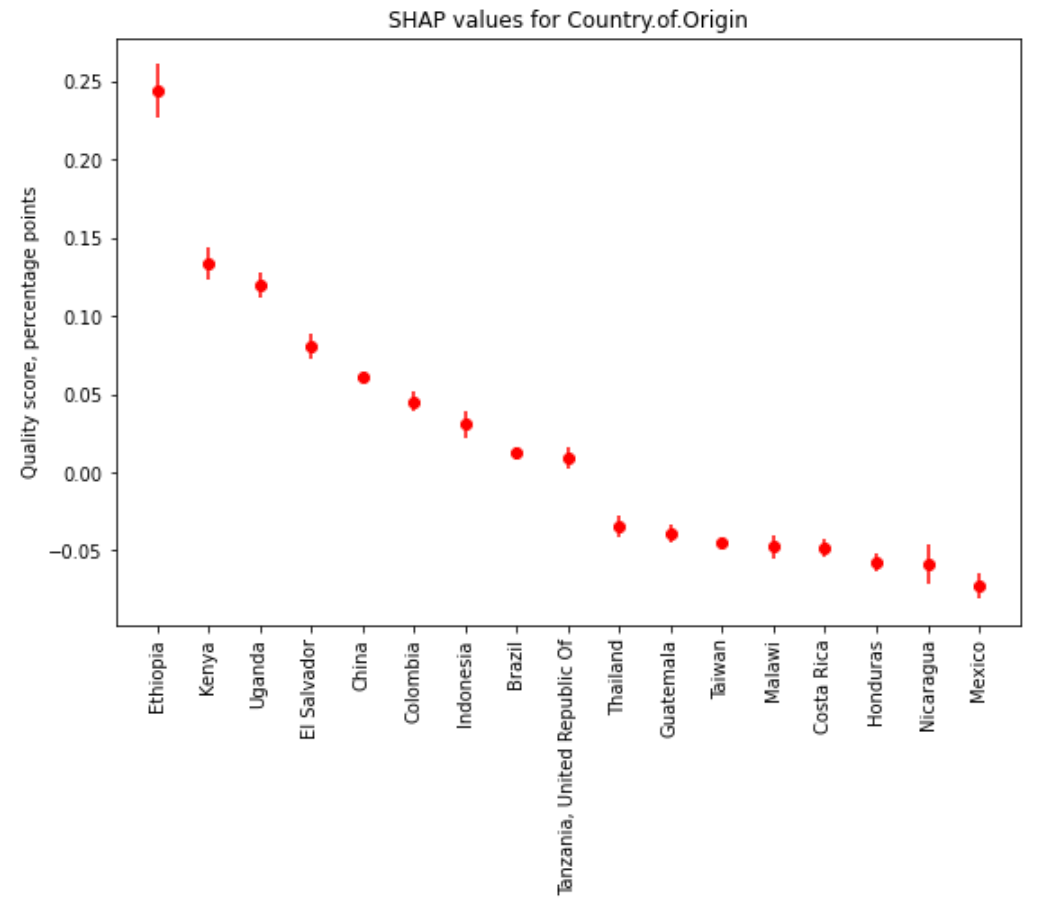 SHAP values for Country.of.Origin
Quality score, percentage points
0.25
0.20
0.15
0.10
0.05
0.00
−0.05
Ethiopia
Kenya
Uganda
El Salvador
China
Colombia
Indonesia
Brazil
Tanzania, United Republic Of
Thailand
Guatemala
Taiwan
Malawi
Costa Rica
Honduras
Nicaragua
Mexico